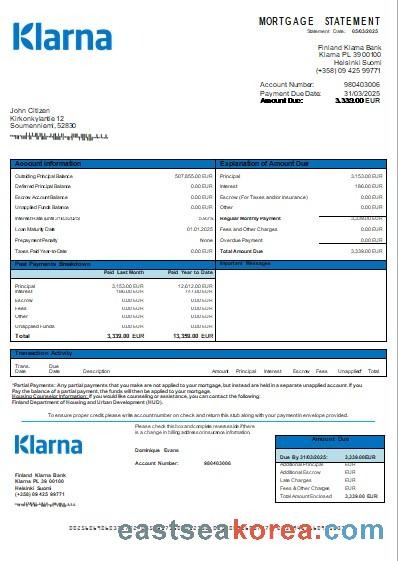 Klarna
MORTGAGE STATEMENT
Statement Date: 05/03/2025
Finland Klarna Bank
Klarna PL 39 00100
Helsinki Suomi
(+358) 09 425 99771
Account Number: 980403006
Payment Due Date: 31/03/2025
Amount Due: 3,339.00 EUR
John Citizen
Kirkonkylantie 12
Soumenniemi, 52830
Account Information
Outstanding Principal Balance 507,855.00 EUR
Deferred Principal Balance 0.00 EUR
Escrow Account Balance 0.00 EUR
Unapplied Funds Balance 0.00 EUR
Interest Rate (until 31/03/2025)
Loan Maturity Date 01.01.2025
Prepayment Penalty None
Taxes Paid Year-to-Date 0.00 EUR
Explanation of Amount Due
Principal 3,153.00 EUR
Interest 186.00 EUR
Escrow (For Taxes and/or Insurance) 0.00 EUR
Other 0.00 EUR
Regular Monthly Payment 3,339.00 EUR
Fees and Other Charges 0.00 EUR
Overdue Payment 0.00 EUR
Total Amount Due 3,339.00 EUR
Past Payments Breakdown
Paid Last Month Paid Year to Date
Principal 3,153.00 EUR 12,612.00 EUR
Interest 186.00 EUR
Escrow 0.00 EUR 0.00 EUR
Fees 0.00 EUR 0.00 EUR
Other 0.00 EUR 0.00 EUR
Unapplied Funds 0.00 EUR 0.00 EUR
Total 3,339.00 EUR 13,359.00 EUR
Important Messages
Transaction Activity
Trans. Date Due Date Description Amount Principal Interest Escrow Fees Unapplied* Total
*Partial Payments: Any partial payments that you make are not applied to your mortgage, but instead are held in a separate unapplied account. If you
Pay the balance of a partial payment, the funds will then be applied to your mortgage.
Housing Counselor Information: If you would like counseling or assistance, you can contact the following:
Finland Department of Housing and Urban Development (HUD).
To ensure proper credit please write account number on check and return this stub along with your payment in envelope provided.
Klarna
Please check this box and complete reverse side if there
is a change in billing address or insurance information.
Dominique Evans
Account Number: 980403006
Finland Klarna Bank
Klarna PL 39 00100
Helsinki Suomi
(+358) 09 425 99771
Amount Due
Due By 31/03/2025: 3,339.00EUR
Additional Principal EUR
Additional Escrow EUR
Late Charges EUR
Fees & Other Charges EUR
Total Amount Enclosed 3,339.00 EUR
eastseakorea.com